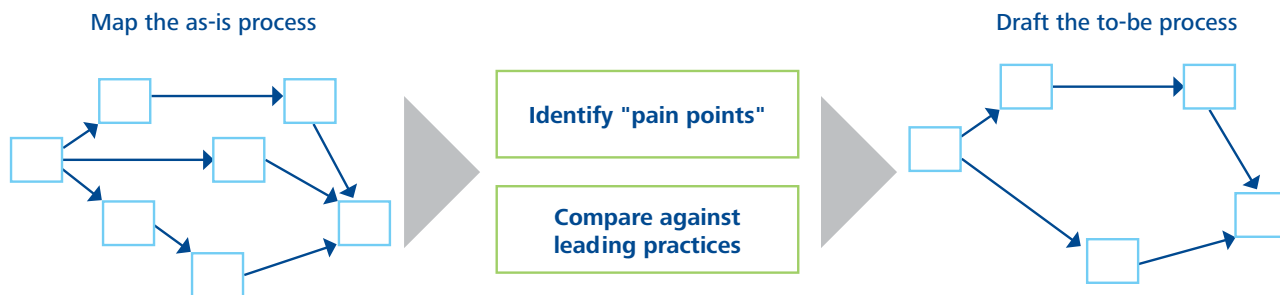 Map the as-is process
Draft the to-be process
Identify "pain points"
Compare against
leading practices